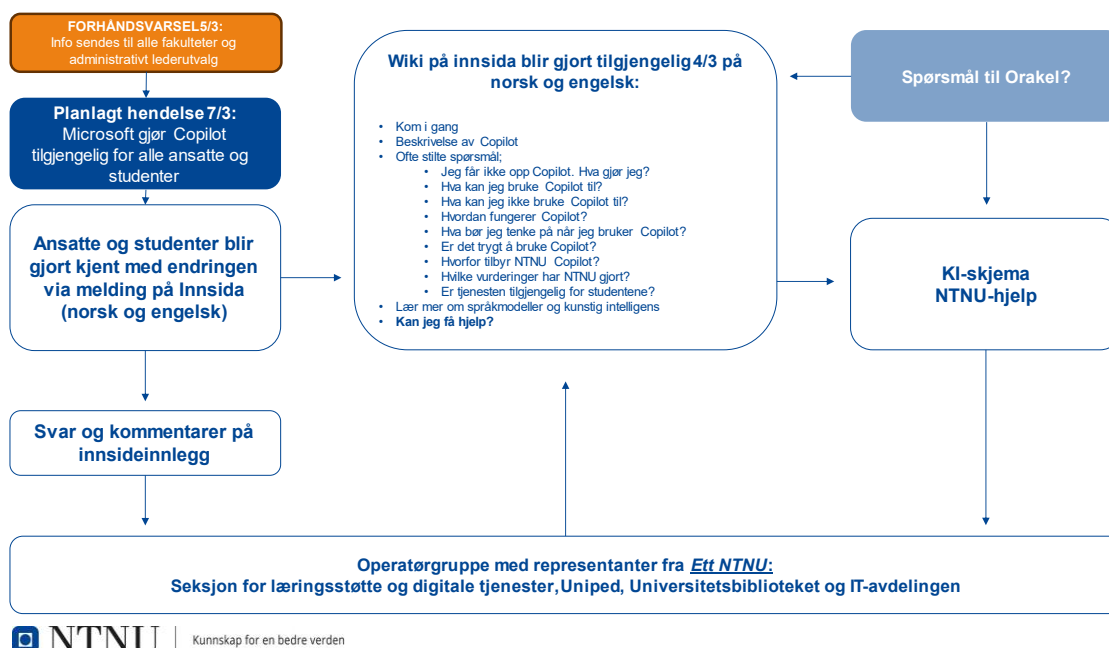 FORHÅNDSVARSEL 5/3:
Info sendes til alle fakulteter og
administrativt lederutvalg
Planlagt hendelse 7/3:
Microsoft gjør Copilot
tilgjengelig for alle ansatte og
studenter
Ansatte og studenter blir
gjort kjent med endringen
via melding på Innsida
(norsk og engelsk)
Svar og kommentarer på
innsideinnlegg
Wiki på innsida blir gjort tilgjengelig 4/3 på
norsk og engelsk:
• Kom i gang
• Beskrivelse av Copilot
• Ofte stilte spørsmål;
• Jeg får ikke opp Copilot. Hva gjør jeg?
• Hva kan jeg bruke Copilot til?
• Hva kan jeg ikke bruke Copilot til?
• Hvordan fungerer Copilot?
• Hva bør jeg tenke på når jeg bruker Copilot?
• Er det trygt å bruke Copilot?
• Hvorfor tilbyr NTNU Copilot?
• Hvilke vurderinger har NTNU gjort?
• Er tjenesten tilgjengelig for studentene?
• Lær mer om språkmodeller og kunstig intelligens
• Kan jeg få hjelp?
Spørsmål til Orakel?
KI-skjema
NTNU-hjelp
Operatørgruppe med representanter fra Ett NTNU:
Seksjon for læringsstøtte og digitale tjenester, Uniped, Universitetsbiblioteket og IT-avdelingen
NTNU
Kunnskap for en bedre verden